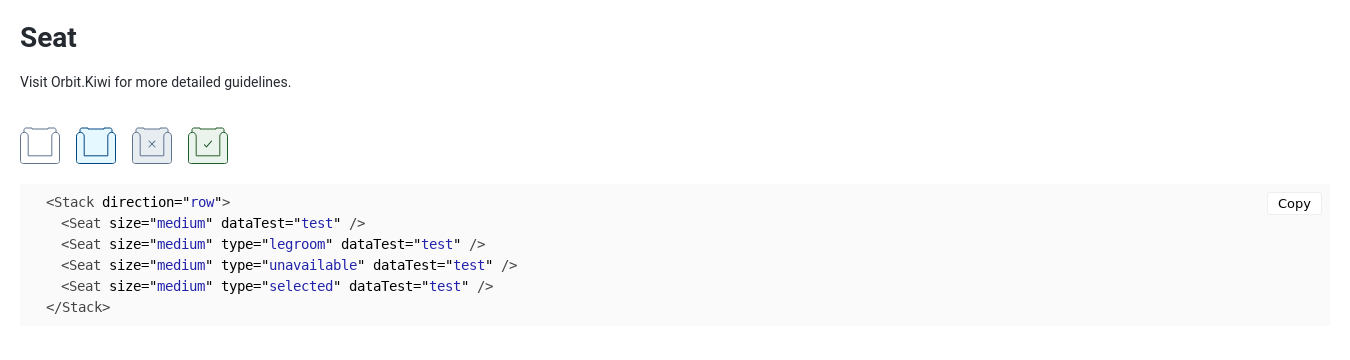 Seat
Visit Orbit.Kiwi for more detailed guidelines.
Copy
<Stack direction="row">
<Seat size="medium" dataTest="test" />
<Seat size="medium" type="legroom" dataTest="test" />
<Seat size="medium" type="unavailable" dataTest="test" />
<Seat size="medium" type="selected" dataTest="test" />
</Stack>